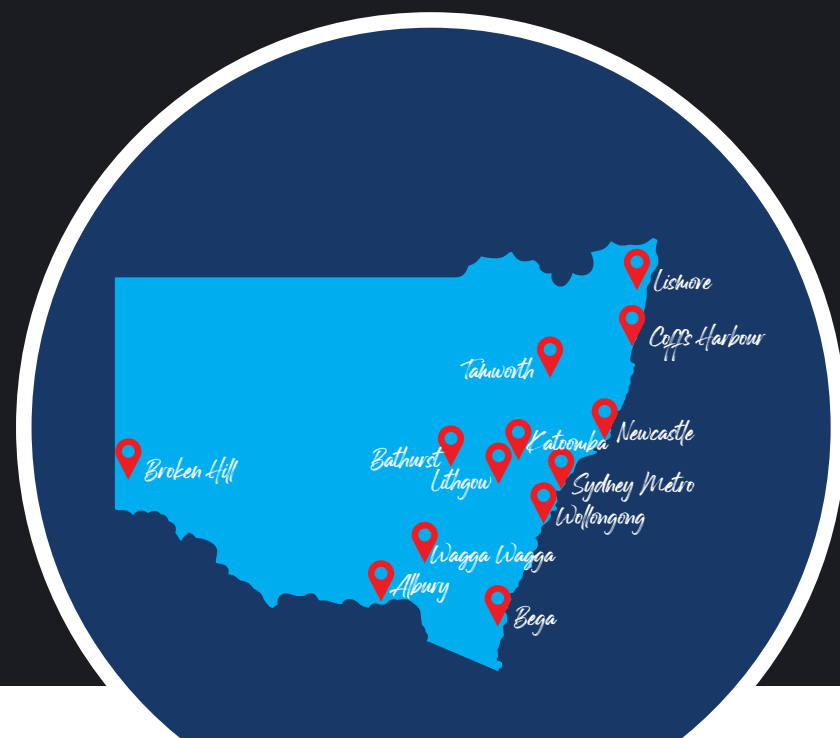 Lismore
Coffs Harbour
Tamworth
Newcastle
Katoomba
Bathurst
Broken Hill
Lithgow
Sydney Metro
Wollongong
Wagga Wagga
Albury
Bega